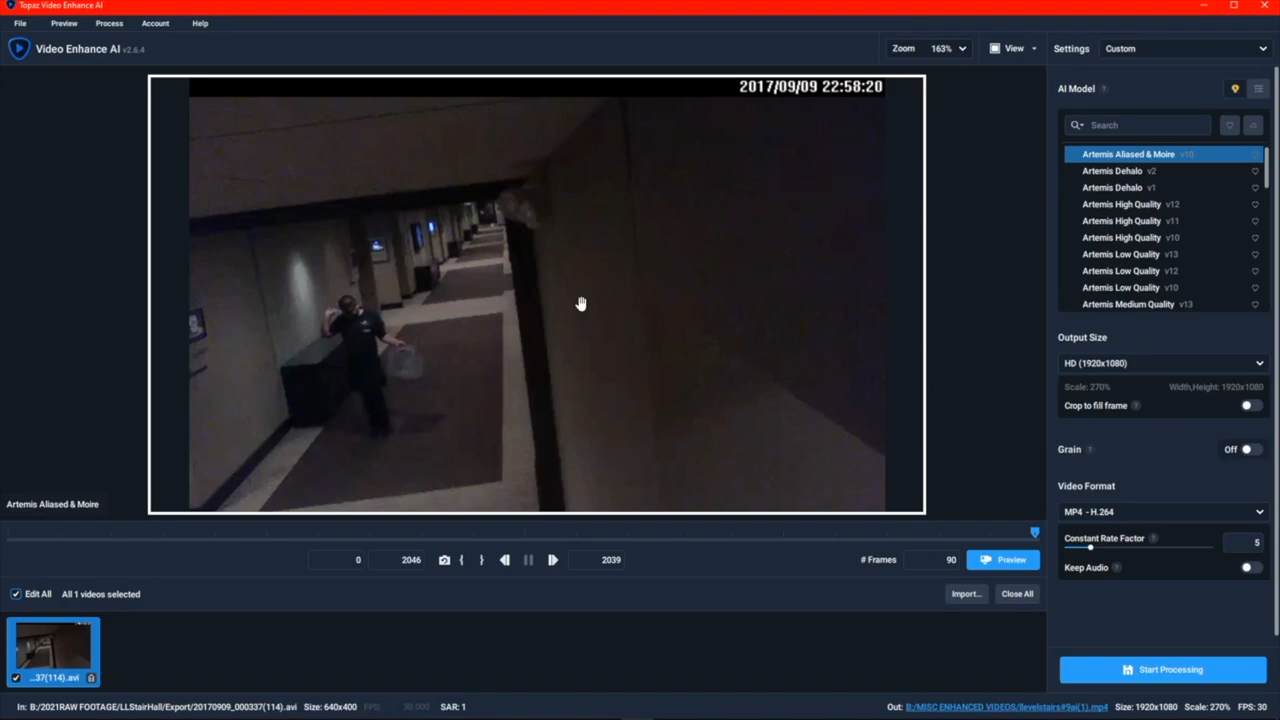 Topaz Video Enhance AI
File Preview Process Account Help
Video Enhance AI v2.6.4
Zoom 163% View Settings Custom
2017/09/09 22:58:20
AI Model
Search
Artemis Aliased & Moire v10
Artemis Dehalo v2
Artemis Dehalo v1
Artemis High Quality v12
Artemis High Quality v11
Artemis High Quality v10
Artemis Low Quality v13
Artemis Low Quality v12
Artemis Low Quality v10
Artemis Medium Quality v13
Output Size
HD (1920x1080)
Scale: 270% Width,Height: 1920x1080
Crop to fill frame
Grain Off
Video Format
MP4 - H.264
Constant Rate Factor 5
Keep Audio
Artemis Aliased & Moire
0 2046 2039 # Frames 90 Preview
Edit All All 1 videos selected Import... Close All
...37(114).avi
Start Processing
In: B:/2021RAW FOOTAGE/LLStairHall/Export/20170909_000337(114).avi Size: 640x400 FPS: 30.000 SAR: 1 Out: B:/MISC ENHANCED VIDEOS/llevelstairs#9ai(1).mp4 Size: 1920x1080 Scale: 270% FPS: 30